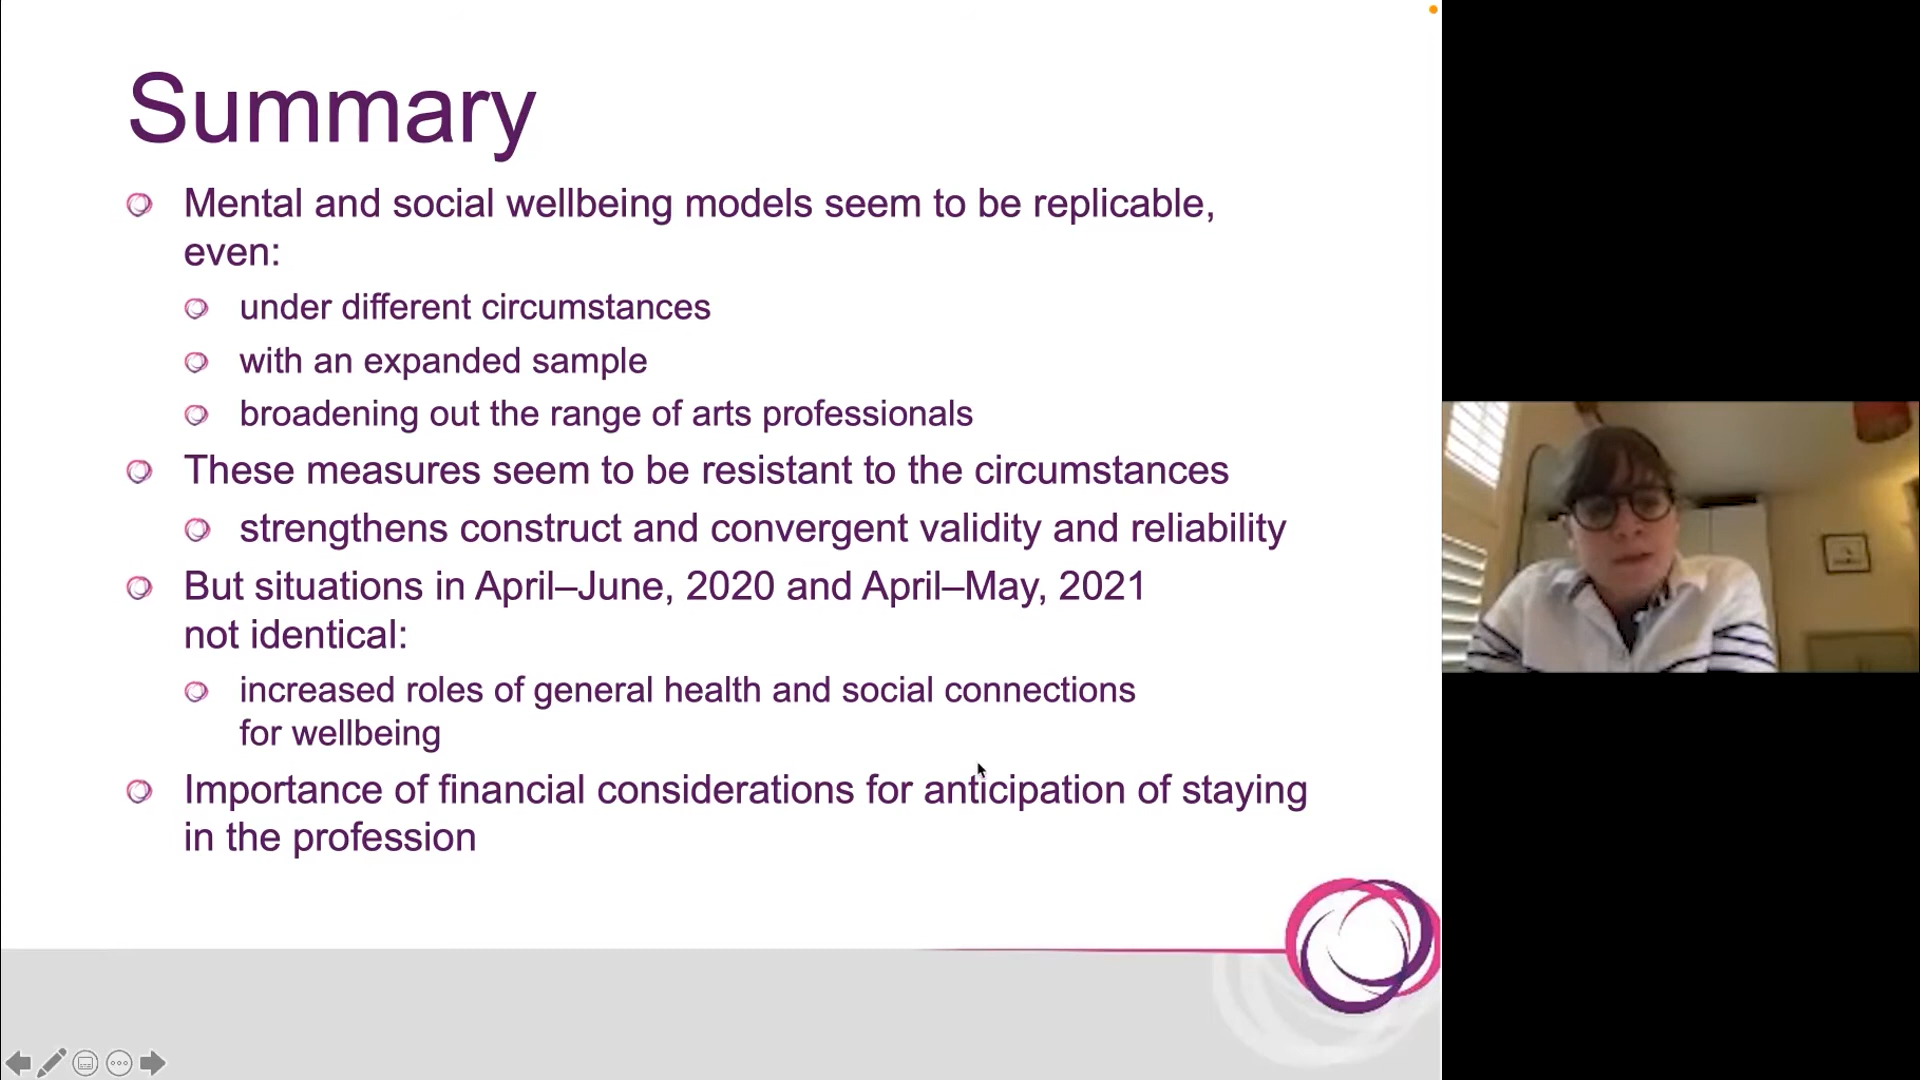 Summary
Mental and social wellbeing models seem to be replicable,
even:
under different circumstances
with an expanded sample
broadening out the range of arts professionals
These measures seem to be resistant to the circumstances
strengthens construct and convergent validity and reliability
But situations in April–June, 2020 and April–May, 2021
not identical:
increased roles of general health and social connections
for wellbeing
Importance of financial considerations for anticipation of staying
in the profession